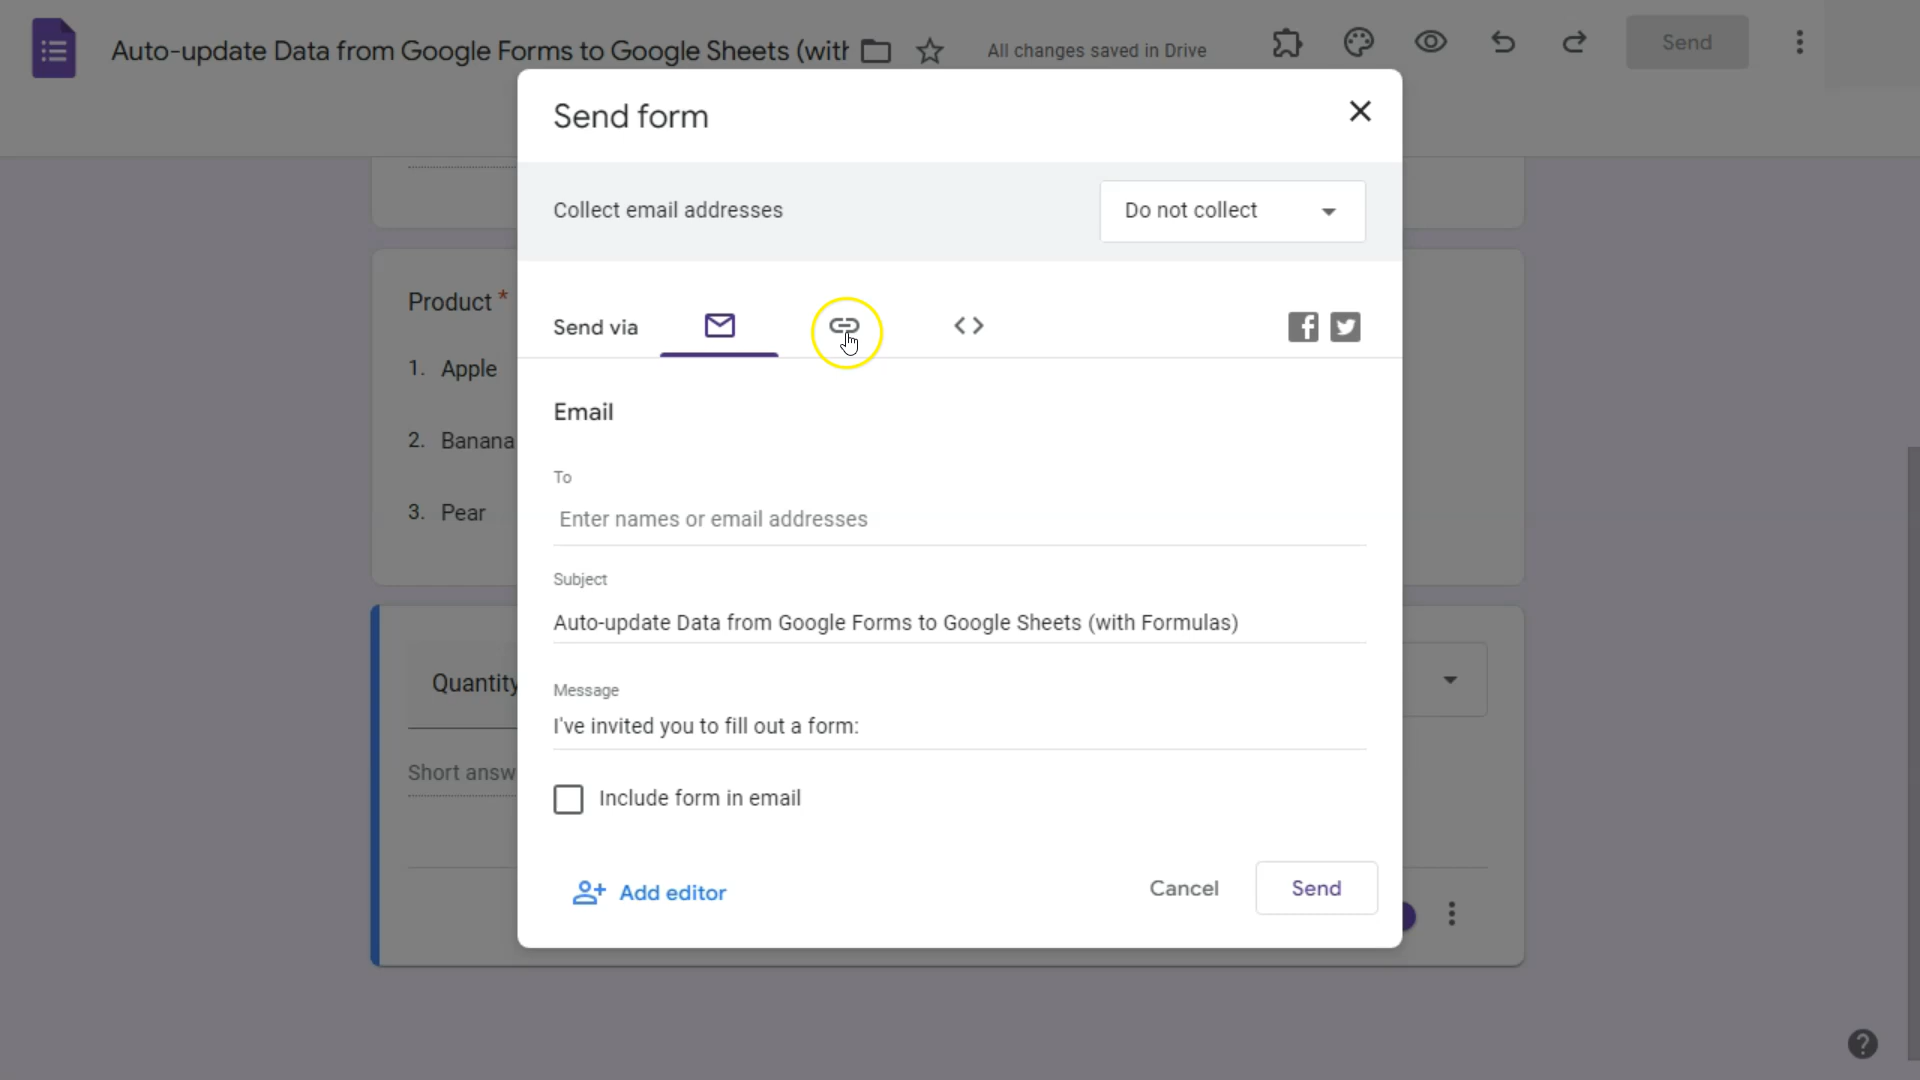 Auto-update Data from Google Forms to Google Sheets (with
All changes saved in Drive
Send
Send form
Collect email addresses
Do not collect
Send via
Product *
1. Apple
2. Banana
3. Pear
Quantity
Short answ
Email
To
Enter names or email addresses
Subject
Auto-update Data from Google Forms to Google Sheets (with Formulas)
Message
I've invited you to fill out a form:
Include form in email
Add editor
Cancel
Send